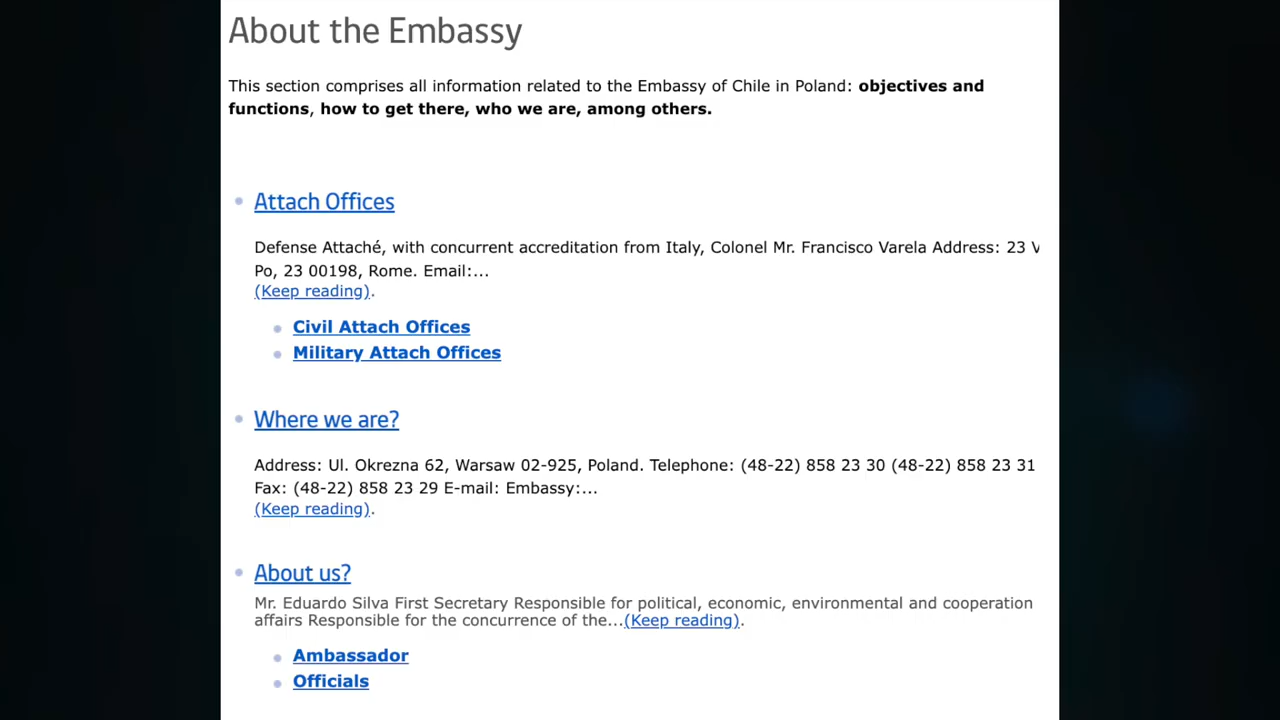 About the Embassy
This section comprises all information related to the Embassy of Chile in Poland: objectives and
functions, how to get there, who we are, among others.
Attach Offices
Defense Attaché, with concurrent accreditation from Italy, Colonel Mr. Francisco Varela Address: 23 V
Po, 23 00198, Rome. Email:...
(Keep reading).
Civil Attach Offices
Military Attach Offices
Where we are?
Address: Ul. Okrezna 62, Warsaw 02-925, Poland. Telephone: (48-22) 858 23 30 (48-22) 858 23 31
Fax: (48-22) 858 23 29 E-mail: Embassy:...
(Keep reading).
About us?
Mr. Eduardo Silva First Secretary Responsible for political, economic, environmental and cooperation
affairs Responsible for the concurrence of the...(Keep reading).
Ambassador
Officials